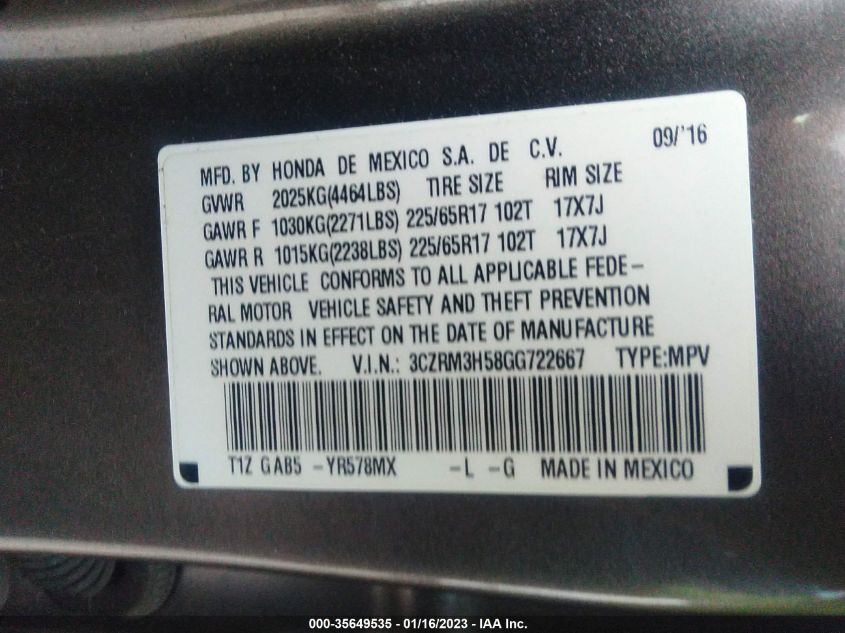 09/'16
MFD. BY HONDA DE MEXICO S.A. DE C.V.
GVWR 2025KG(4464LBS) TIRE SIZE RIM SIZE
GAWR F 1030KG(2271LBS) 225/65R17 102T 17X7J
GAWR R 1015KG(2238LBS) 225/65R17 102T 17X7J
THIS VEHICLE CONFORMS TO ALL APPLICABLE FEDE-
RAL MOTOR VEHICLE SAFETY AND THEFT PREVENTION
STANDARDS IN EFFECT ON THE DATE OF MANUFACTURE
SHOWN ABOVE. V.I.N.: 3CZRM3H58GG722667 TYPE:MPV
T1Z GAB5 -YR578MX -L -G MADE IN MEXICO
000-35649535 - 01/16/2023 - IAA Inc.